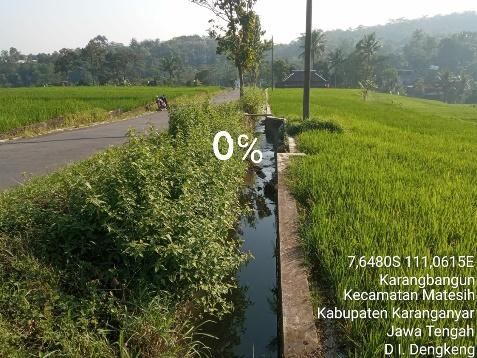 0%
7,6480S 111,0615E
Karangbangun
Kecamatan Matesih
Kabupaten Karanganyar
Jawa Tengah
D I. Dengkeng